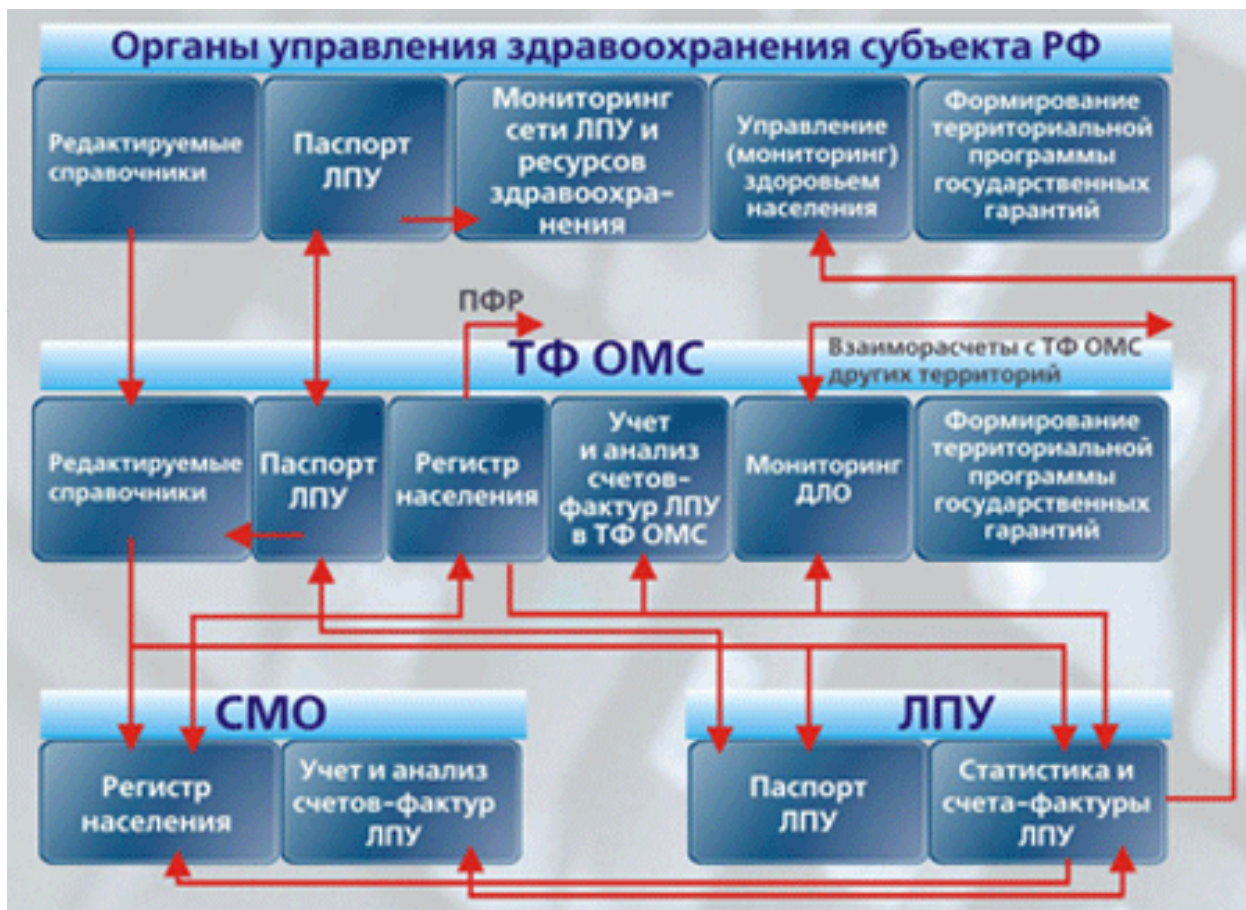 Органы управления здравоохранения субъекта РФ
Редактируемые
справочники
Паспорт
ЛПУ
Мониторинг
сети ЛПУ и
ресурсов
здравоохра-
нения
Управление
(мониторинг)
здоровьем
населения
Формирование
территориальной
программы
государственных
гарантий
ПФР
ТФ ОМС
Взаиморасчеты с ТФ ОМС
других территорий
Редактируемые
справочники
Паспорт
ЛПУ
Регистр
населения
Учет
и анализ
счетов-
фактур ЛПУ
в ТФ ОМС
Мониторинг
ДЛО
Формирование
территориальной
программы
государственных
гарантий
СМО
Регистр
населения
Учет и анализ
счетов-фактур
ЛПУ
ЛПУ
Паспорт
ЛПУ
Статистика и
счета-фактуры
ЛПУ